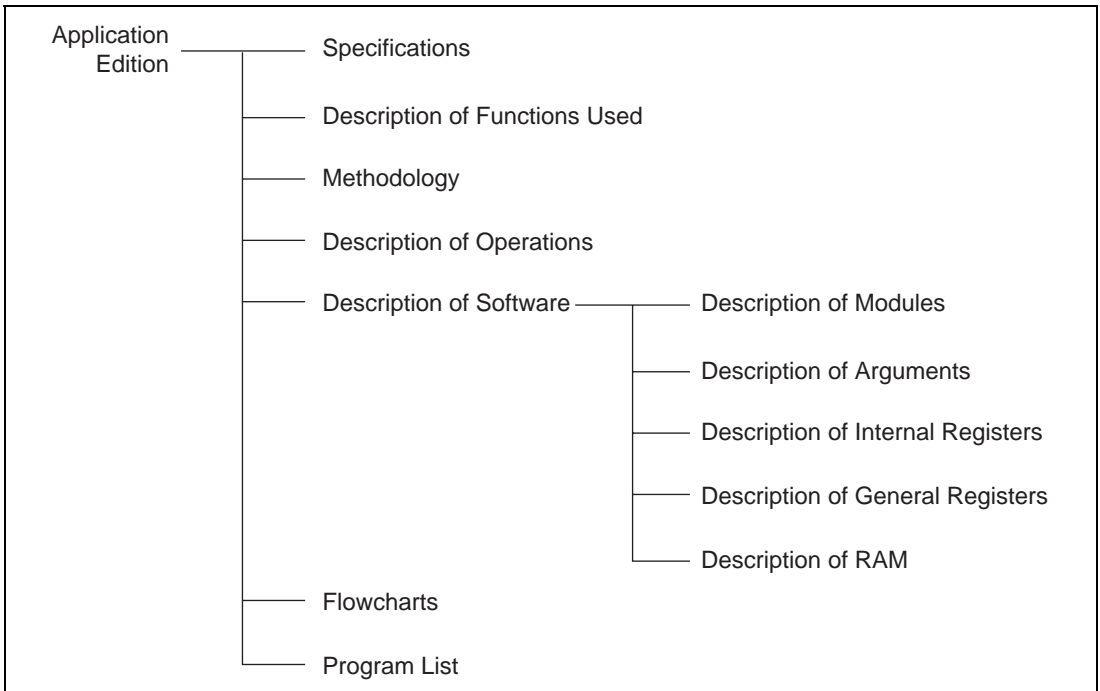 Application
Edition
Specifications
Description of Functions Used
Methodology
Description of Operations
Description of Software
Description of Modules
Description of Arguments
Description of Internal Registers
Description of General Registers
Description of RAM
Flowcharts
Program List